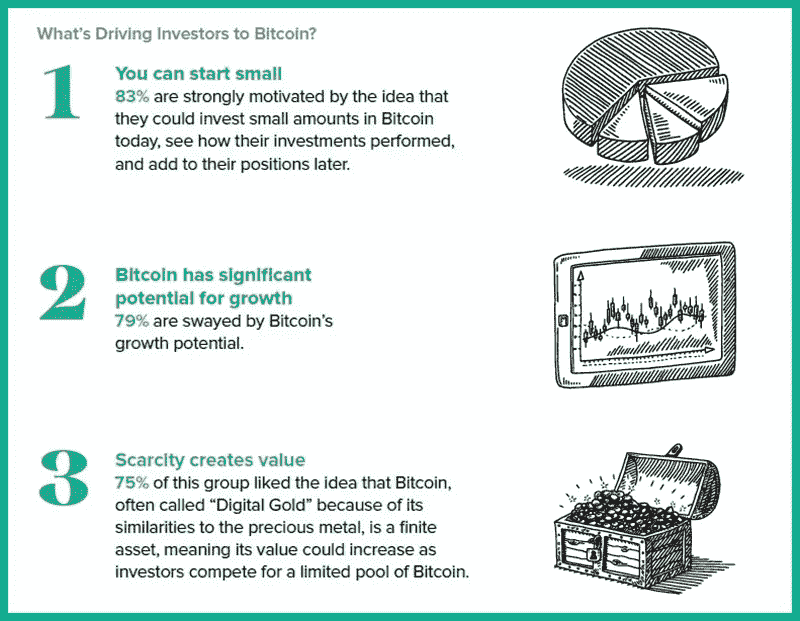 What's Driving Investors to Bitcoin?
1
You can start small
83% are strongly motivated by the idea that
they could invest small amounts in Bitcoin
today, see how their investments performed,
and add to their positions later.
2
Bitcoin has significant
potential for growth
79% are swayed by Bitcoin's
growth potential.
3
Scarcity creates value
75% of this group liked the idea that Bitcoin,
often called “Digital Gold” because of its
similarities to the precious metal, is a finite
asset, meaning its value could increase as
investors compete for a limited pool of Bitcoin.